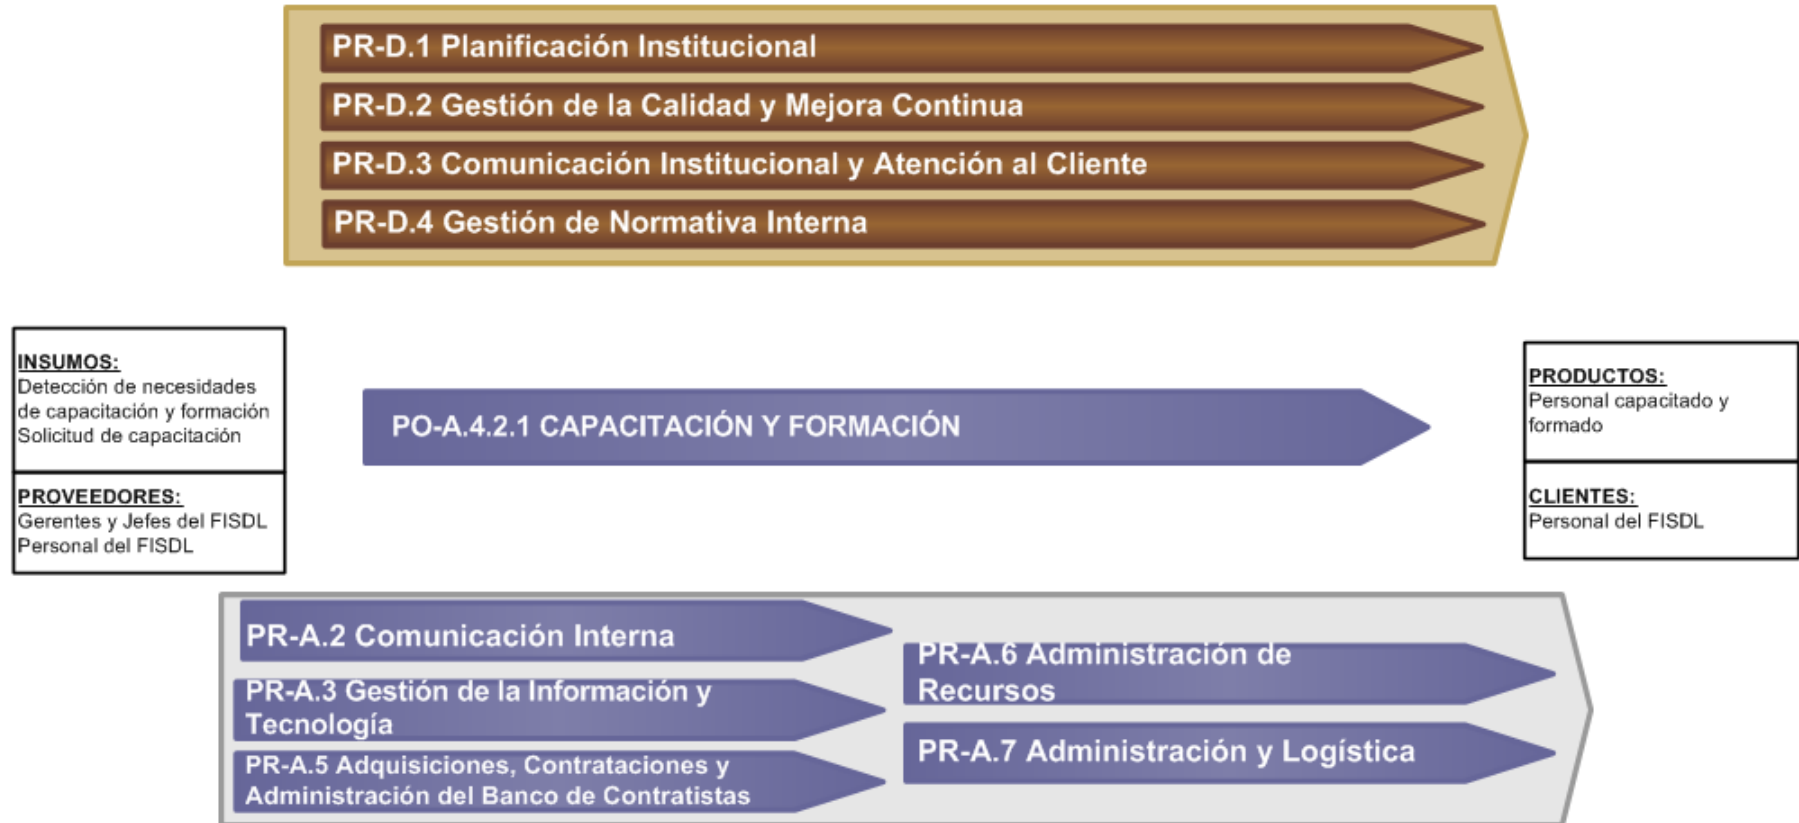 PR-D.1 Planificación Institucional
PR-D.2 Gestión de la Calidad y Mejora Continua
PR-D.3 Comunicación Institucional y Atención al Cliente
PR-D.4 Gestión de Normativa Interna
INSUMOS:
Detección de necesidades
de capacitación y formación
Solicitud de capacitación
PROVEEDORES:
Gerentes y Jefes del FISDL
Personal del FISDL
PO-A.4.2.1 CAPACITACIÓN Y FORMACIÓN
PRODUCTOS:
Personal capacitado y
formado
CLIENTES:
Personal del FISDL
PR-A.2 Comunicación Interna
PR-A.3 Gestión de la Información y
Tecnología
PR-A.5 Adquisiciones, Contrataciones y
Administración del Banco de Contratistas
PR-A.6 Administración de
Recursos
PR-A.7 Administración y Logística